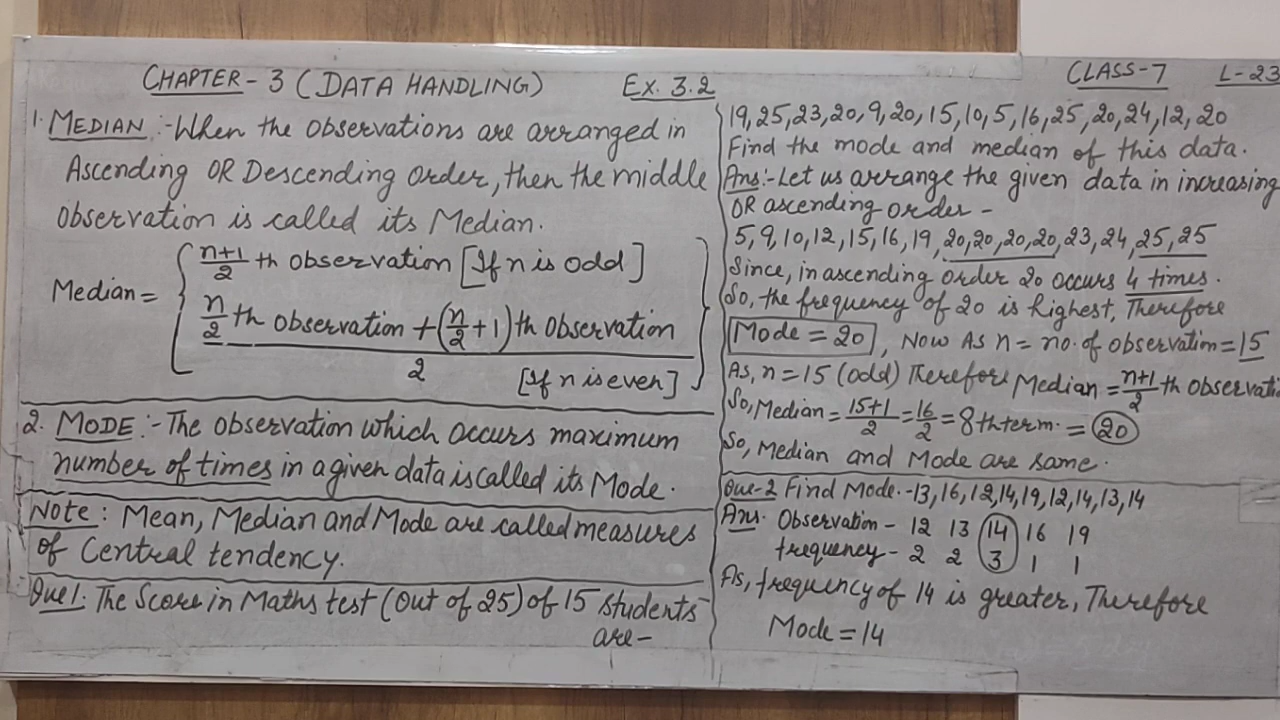 CHAPTER - 3 (DATA HANDLING) EX. 3.2
CLASS-7 L-23
1. MEDIAN :- When the observations are arranged in
Ascending OR Descending order, then the middle
observation is called its Median.
Median = { n+1/2 th observation [If n is odd]
n/2 th observation + (n/2 + 1) th observation
2 [If n is even]
2. MODE :- The observation which occurs maximum
number of times in a given data is called its Mode.
Note : Mean, Median and Mode are called measures
of Central tendency.
Que 1. The Score in Maths test (out of 25) of 15 students
are -
19, 25, 23, 20, 9, 20, 15, 10, 5, 16, 25, 20, 24, 12, 20
Find the mode and median of this data.
Ans :- Let us arrange the given data in increasing
OR ascending order -
5, 9, 10, 12, 15, 16, 19, 20, 20, 20, 20, 23, 24, 25, 25
Since, in ascending order 20 occurs 4 times.
So, the frequency of 20 is highest, Therefore
Mode = 20, Now As n = no. of observation = 15
As, n = 15 (odd) Therefore Median = n+1/2 th observati
So, Median = 15+1/2 = 16/2 = 8th term. = 20
So, Median and Mode are same.
Que-2 Find Mode. - 13, 16, 12, 14, 19, 12, 14, 13, 14
Ans. Observation - 12 13 14 16 19
frequency - 2 2 3 1 1
As, frequency of 14 is greater, Therefore
Mode = 14